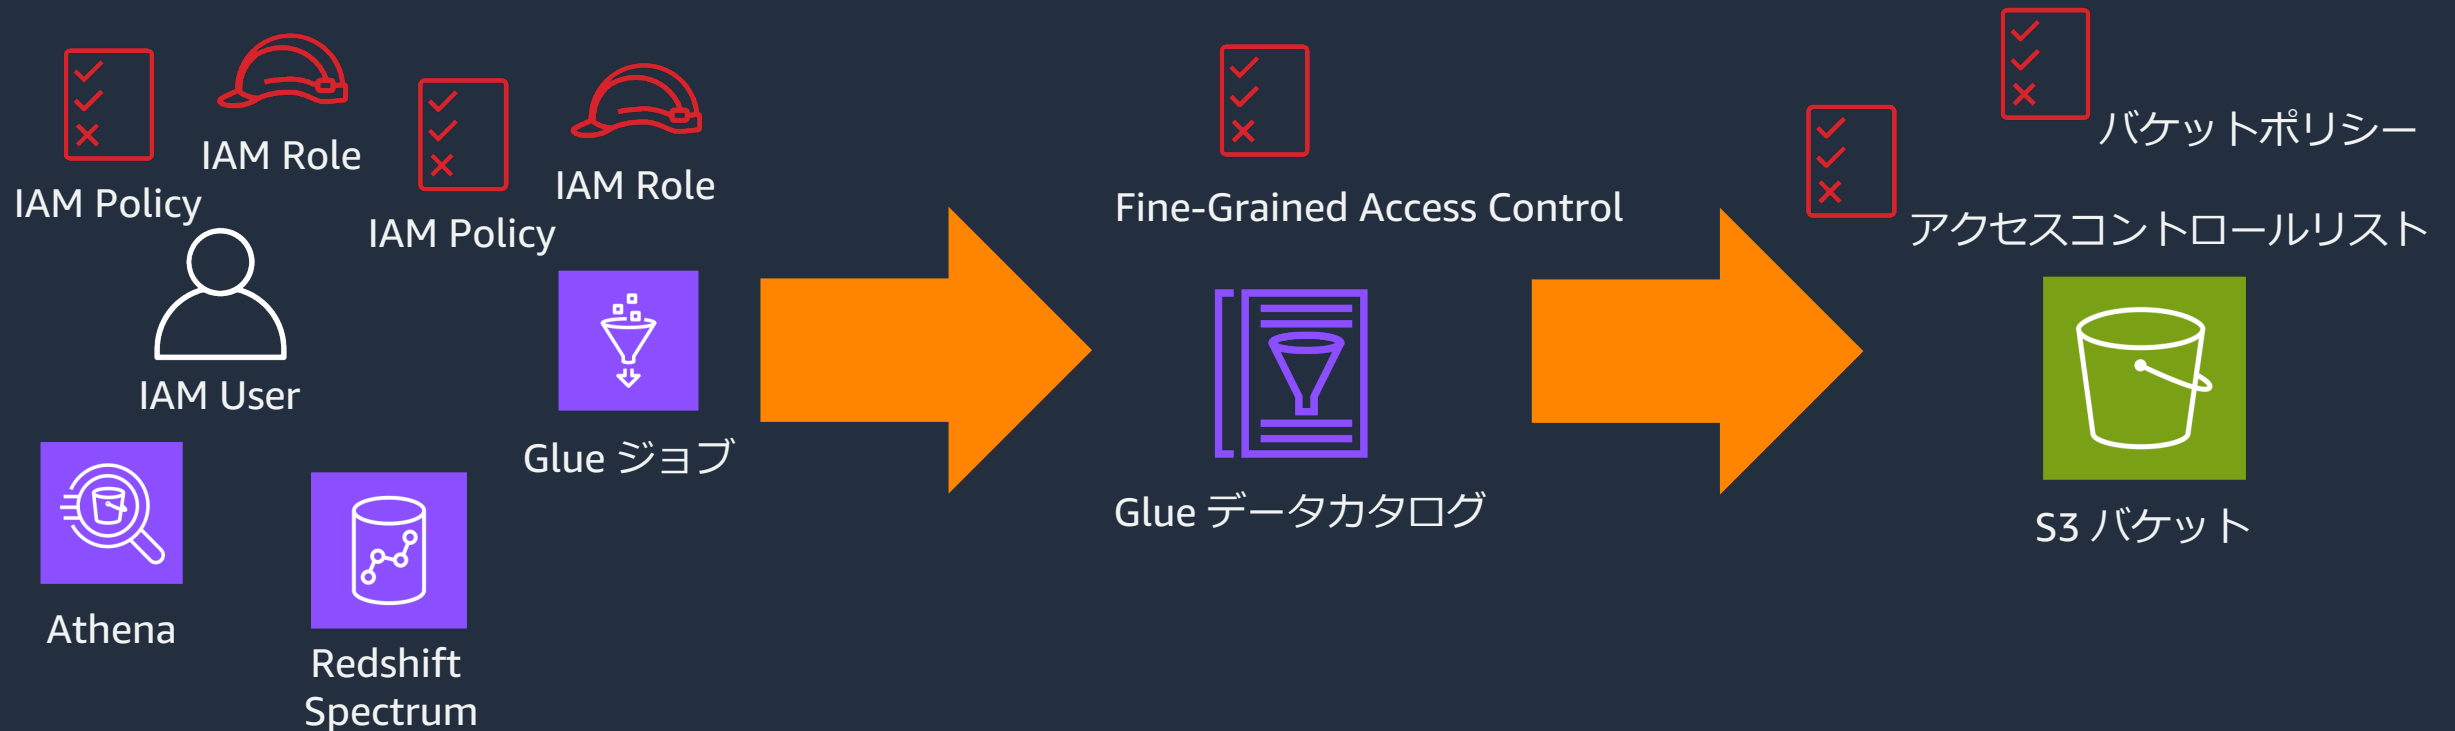 IAM Policy
IAM Role
IAM Policy
IAM Role
IAM User
Glue ジョブ
Athena
Redshift
Spectrum
Fine-Grained Access Control
Glue データカタログ
バケットポリシー
アクセスコントロールリスト
S3 バケット